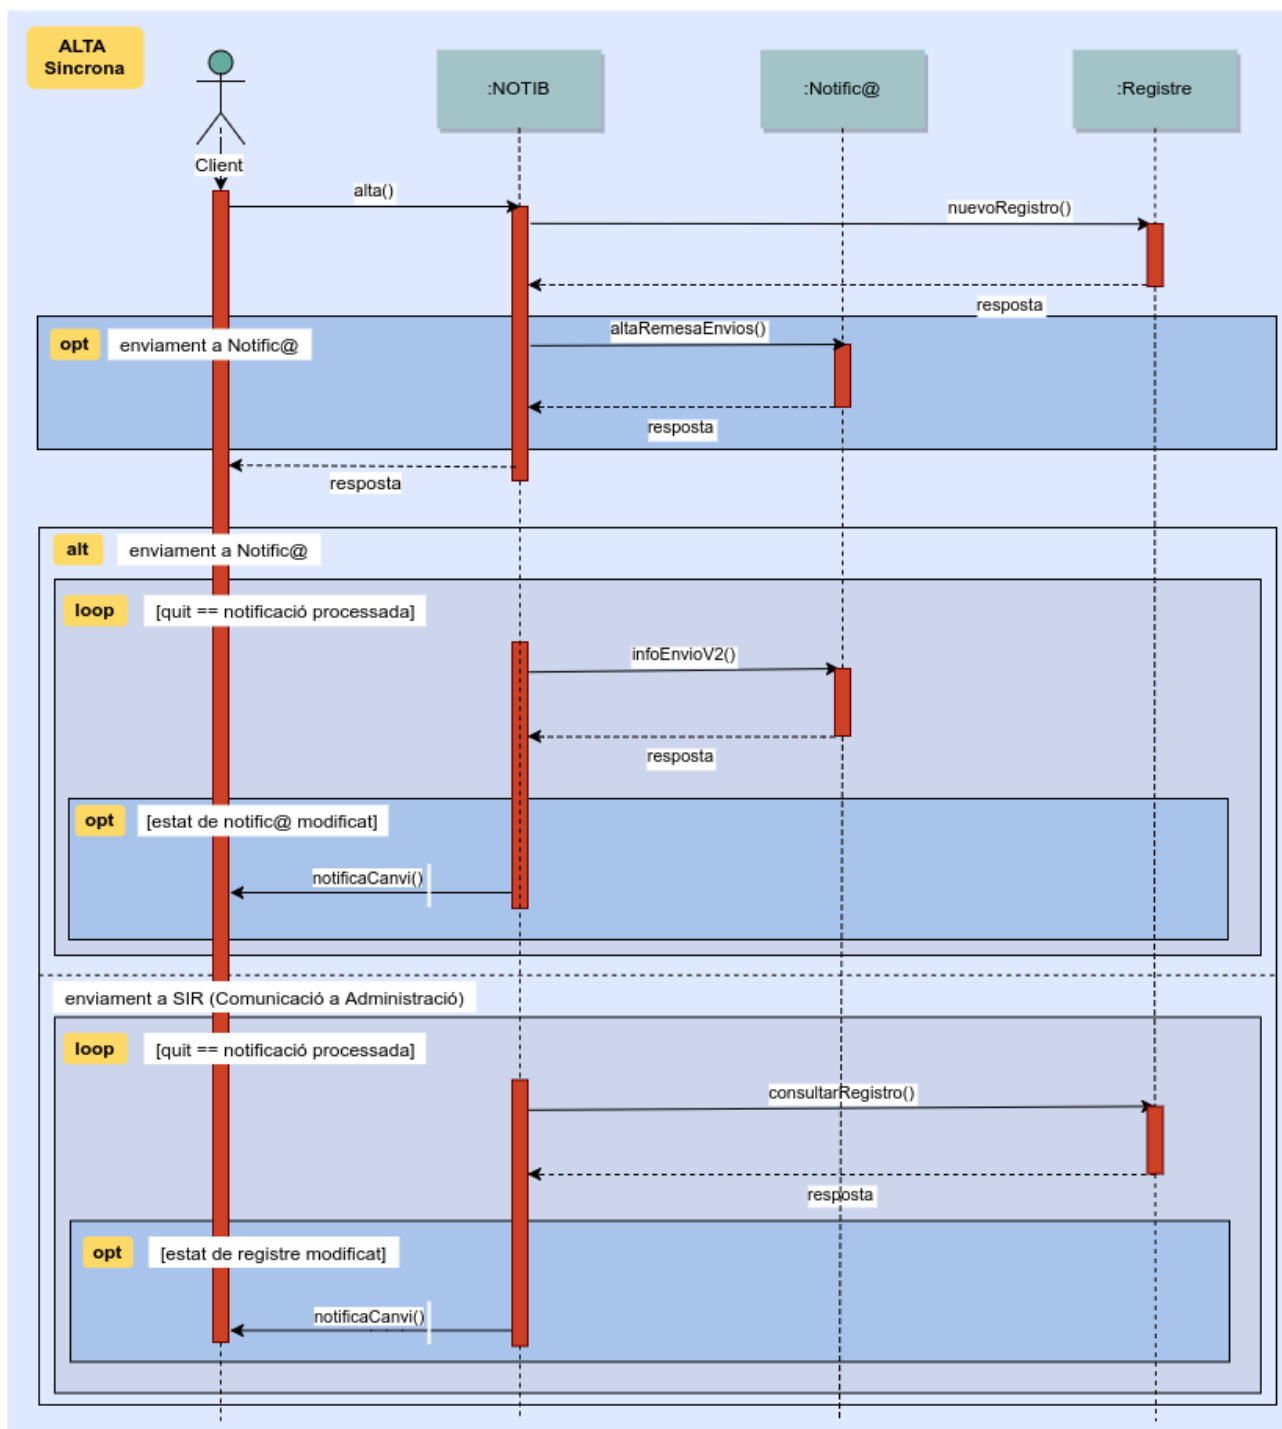 ALTA
Sincrona
:NOTIB
:Notific@
:Registre
Client
alta()
nuevoRegistro()
resposta
opt
enviament a Notific@
altaRemesaEnvios()
resposta
resposta
alt
enviament a Notific@
loop
[quit == notificació processada]
infoEnvioV2()
resposta
opt
[estat de notific@ modificat]
notificaCanvi()
enviament a SIR (Comunicació a Administració)
loop
[quit == notificació processada]
consultarRegistro()
resposta
opt
[estat de registre modificat]
notificaCanvi()